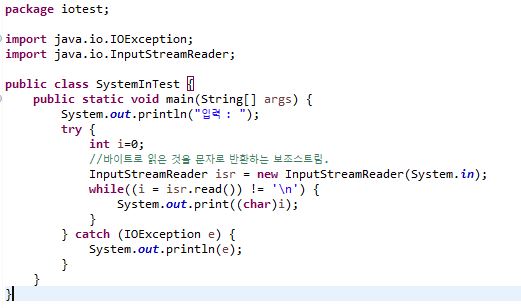 package iotest;
import java.io.IOException;
import java.io.InputStreamReader;
public class SystemInTest {
public static void main(String[] args) {
System.out.println("입력 : ");
try {
int i=0;
//바이트로 읽은 것을 문자로 반환하는 보조스트림.
InputStreamReader isr = new InputStreamReader(System.in);
while((i = isr.read()) != '\n') {
System.out.print((char)i);
}
} catch (IOException e) {
System.out.println(e);
}
}
}